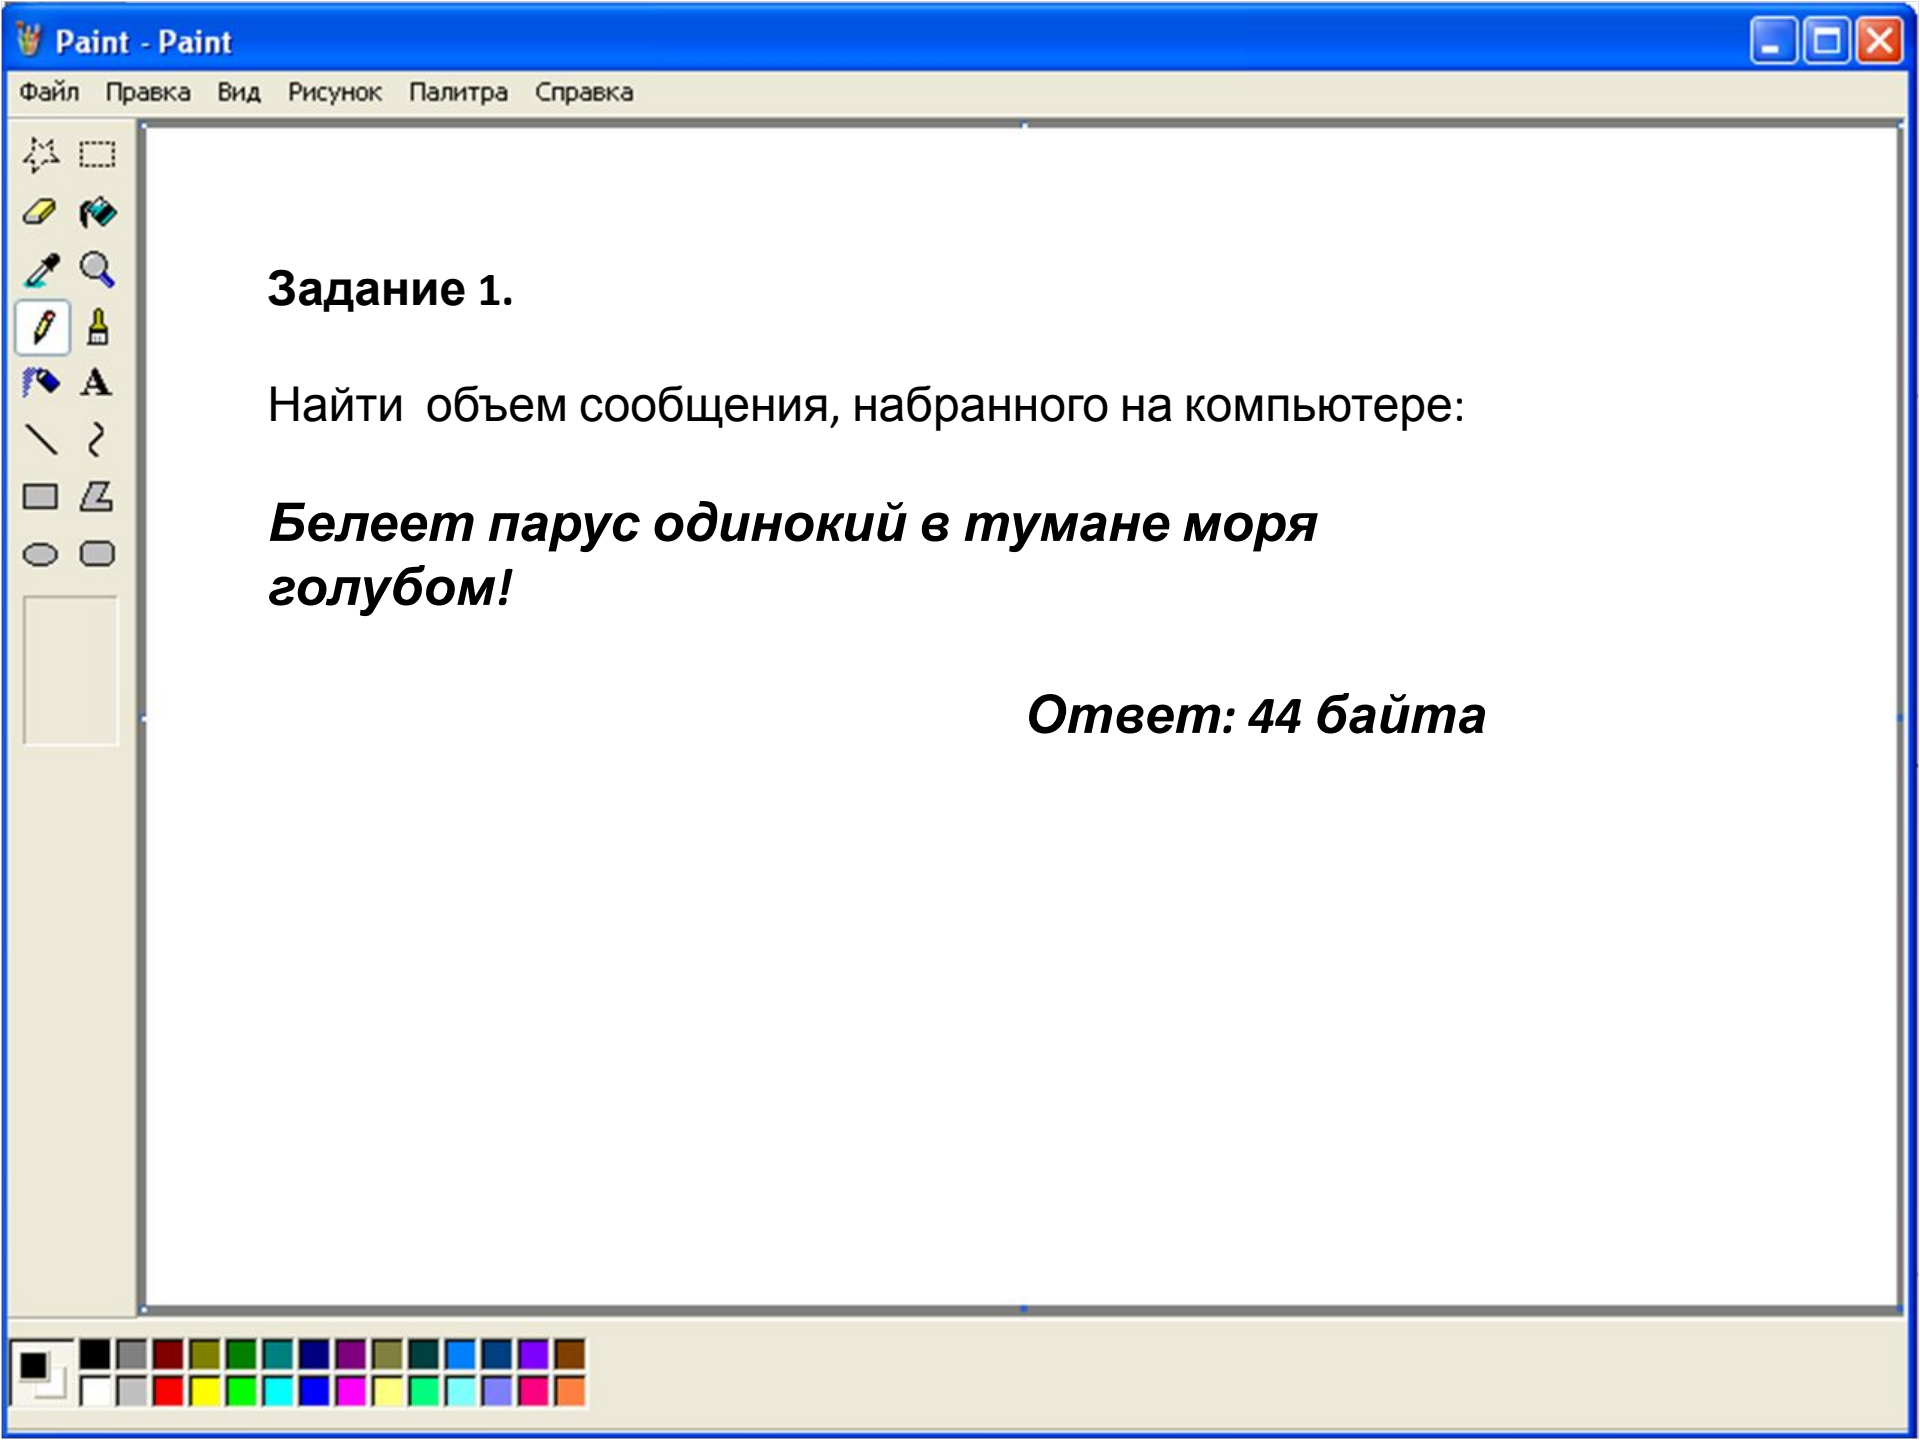 Paint - Paint
Файл Правка Вид Рисунок Палитра Справка
A
Задание 1.
Найти объем сообщения, набранного на компьютере:
Белеет парус одинокий в тумане моря
голубом!
Ответ: 44 байта